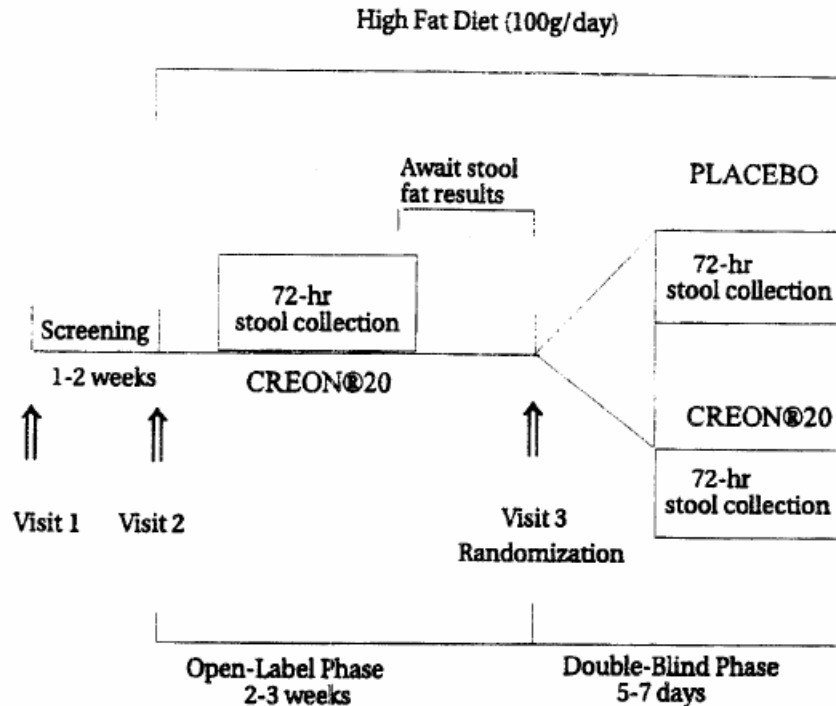 High Fat Diet (100g/day)
Await stool
fat results
PLACEBO
72-hr
stool collection
72-hr
stool collection
Screening
1-2 weeks
CREON®20
CREON®20
72-hr
stool collection
Visit 1
Visit 2
Visit 3
Randomization
Open-Label Phase
2-3 weeks
Double-Blind Phase
5-7 days